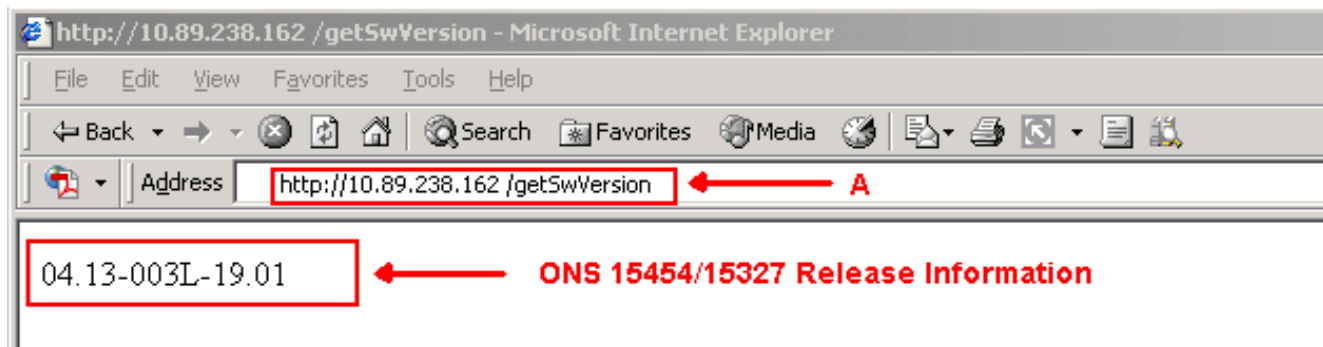 http://10.89.238.162 /getSwVersion - Microsoft Internet Explorer
File Edit View Favorites Tools Help
Back Search Favorites Media
Address http://10.89.238.162 /getSwVersion A
04.13-003L-19.01 ONS 15454/15327 Release Information